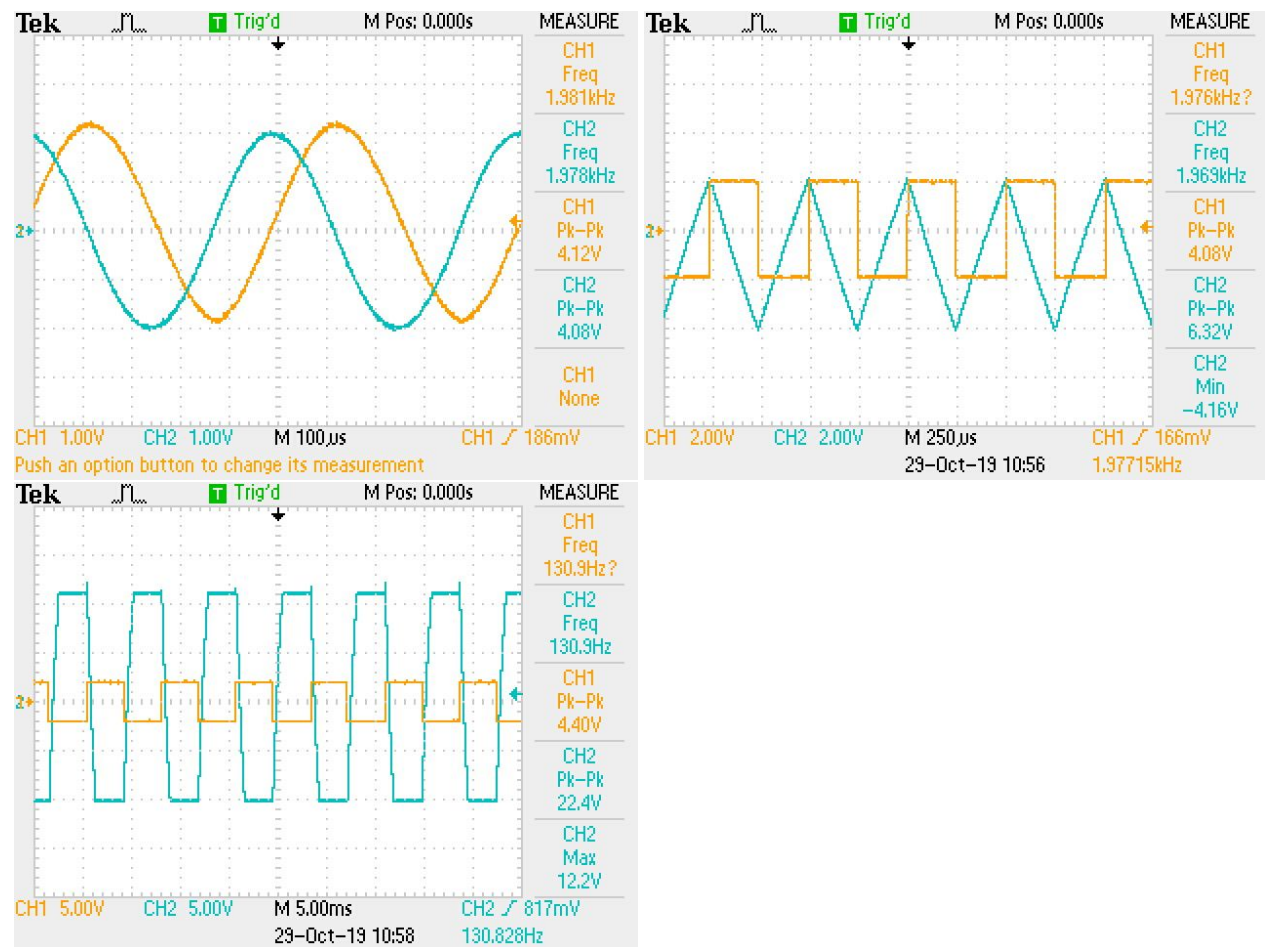 Tek T Trig'd M Pos: 0.000s MEASURE
CH1
Freq
1.981kHz
CH2
Freq
1.978kHz
CH1
Pk-Pk
4.12V
2
CH2
Pk-Pk
4.08V
CH1
None
CH1 1.00V CH2 1.00V M 100µs CH1 186mV
Push an option button to change its measurement
Tek T Trig'd M Pos: 0.000s MEASURE
CH1
Freq
1.976kHz?
CH2
Freq
1.969kHz
CH1
Pk-Pk
4.08V
2
CH2
Pk-Pk
6.32V
CH2
Min
-4.16V
CH1 2.00V CH2 2.00V M 250µs CH1 166mV
29-Oct-19 10:56 1.97715kHz
Tek T Trig'd M Pos: 0.000s MEASURE
CH1
Freq
130.9Hz?
CH2
Freq
130.9Hz
CH1
Pk-Pk
4.40V
2
CH2
Pk-Pk
22.4V
CH2
Max
12.2V
CH1 5.00V CH2 5.00V M 5.00ms CH2 817mV
29-Oct-19 10:58 130.828Hz